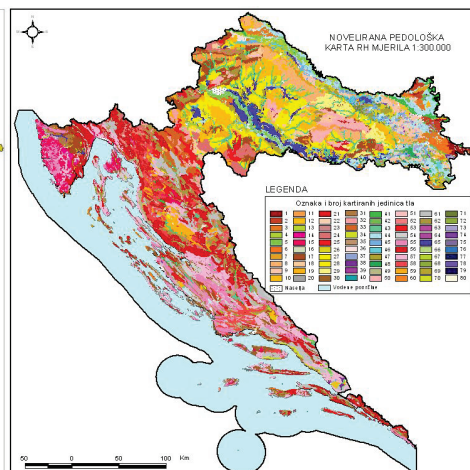 NOVELIRANA PEDOLOŠKA
KARTA RH MJERILA 1:300.000
LEGENDA
Oznaka i broj kartiranih jedinica tla
1 11 21 31 41 51 61 71
2 12 22 32 42 52 62 72
3 13 23 33 43 53 63 73
4 14 24 34 44 54 64 74
5 15 25 35 45 55 65 75
6 16 26 36 46 56 66 76
7 17 27 37 47 57 67 77
8 18 28 38 48 58 68 78
9 19 29 39 49 59 69 79
10 20 30 40 50 60 70 80
Naselja Vodene površine
50 0 50 100 Km